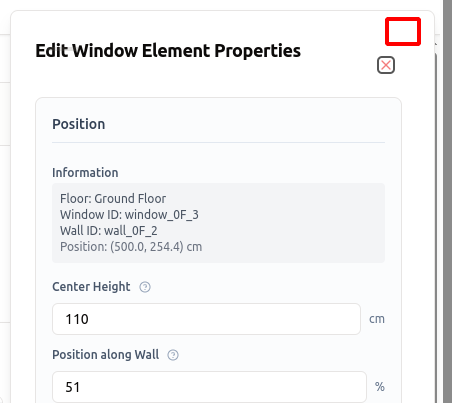 Edit Window Element Properties
Position
Information
Floor: Ground Floor
Window ID: window_0F_3
Wall ID: wall_0F_2
Position: (500.0, 254.4) cm
Center Height
110
cm
Position along Wall
51
%